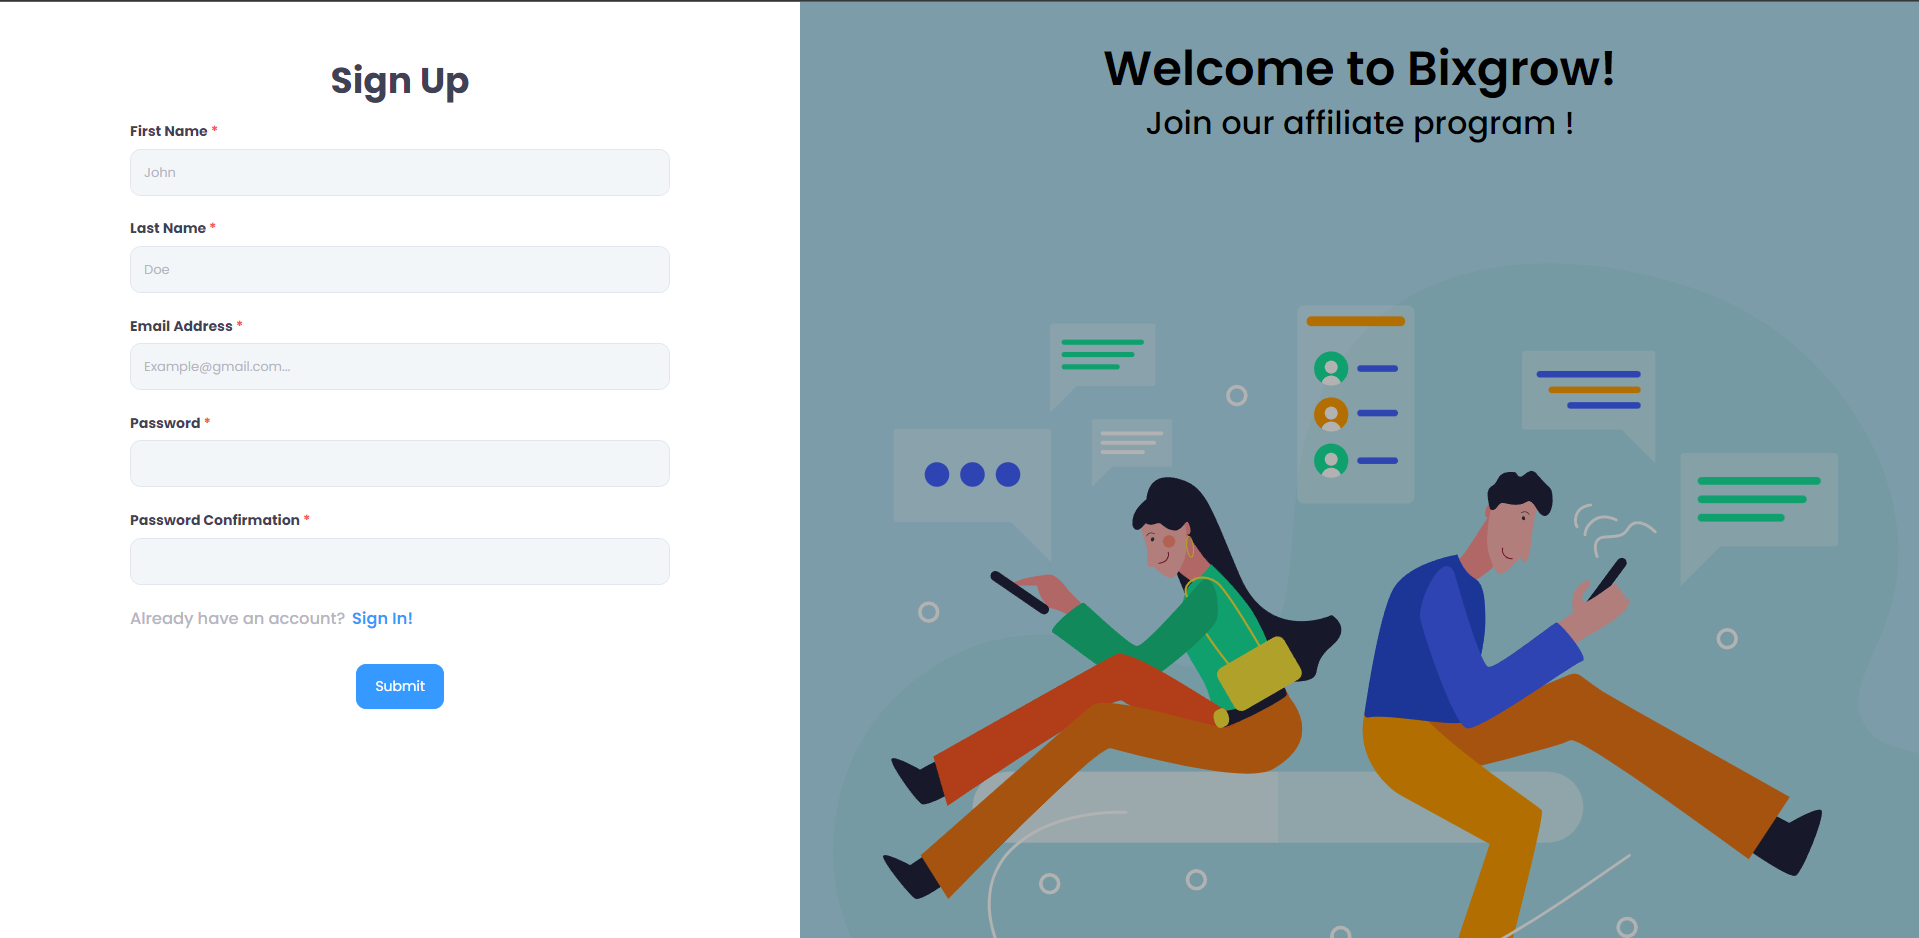 Sign Up
First Name *
John
Last Name *
Doe
Email Address *
Example@gmail.com...
Password *
Password Confirmation *
Already have an account? Sign In!
Submit
Welcome to Bixgrow!
Join our affiliate program !